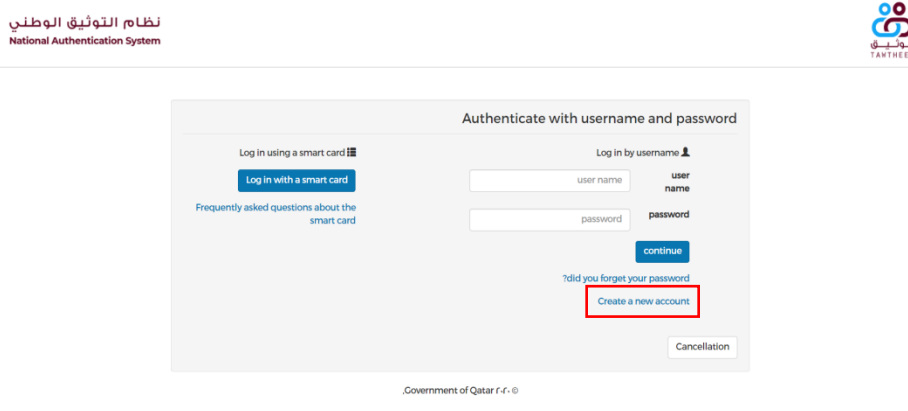 نظام التوثيق الوطني
National Authentication System
TAWTHEE
Authenticate with username and password
Log in by username
user name
user
name
password
password
continue
?did you forget your password
Create a new account
Log in using a smart card
Log in with a smart card
Frequently asked questions about the
smart card
Cancellation
,Government of Qatar ٢٠٢٠ ©